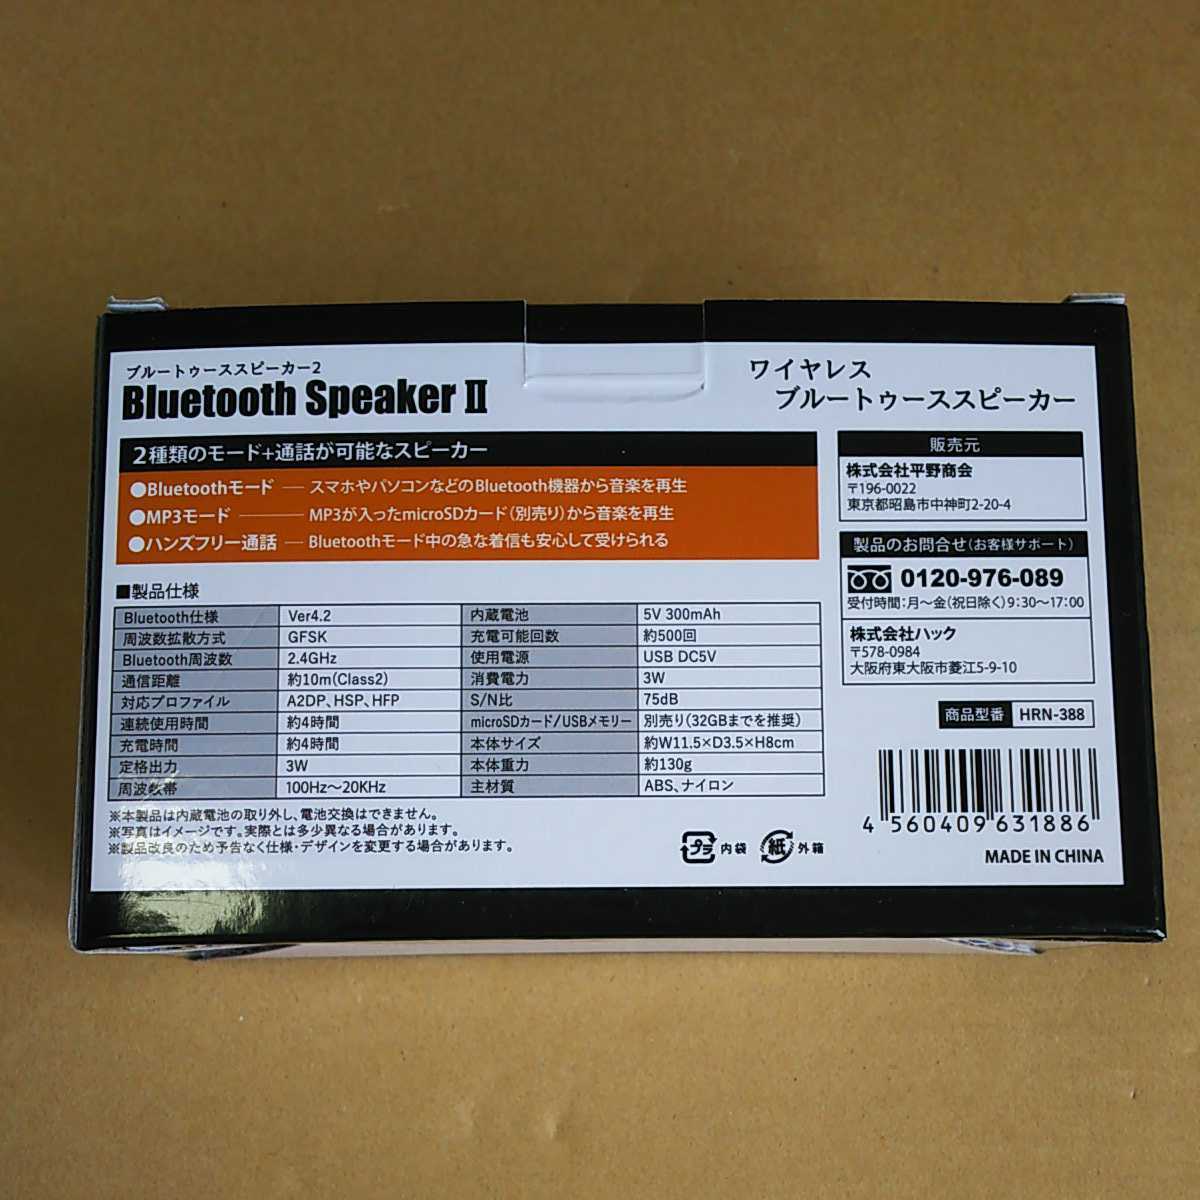 ブルートゥーススピーカー2
Bluetooth Speaker Ⅱ
ワイヤレス
ブルートゥーススピーカー
2種類のモード+通話が可能なスピーカー
●Bluetoothモード ― スマホやパソコンなどのBluetooth機器から音楽を再生
●MP3モード ――― MP3が入ったmicroSDカード(別売り)から音楽を再生
●ハンズフリー通話 ― Bluetoothモード中の急な着信も安心して受けられる
■製品仕様
Bluetooth仕様 Ver4.2
周波数拡散方式 GFSK
Bluetooth周波数 2.4GHz
通信距離 約10m(Class2)
対応プロファイル A2DP、HSP、HFP
連続使用時間 約4時間
充電時間 約4時間
定格出力 3W
周波数帯 100Hz～20KHz
内蔵電池 5V 300mAh
充電可能回数 約500回
使用電源 USB DC5V
消費電力 3W
S/N比 75dB
microSDカード/USBメモリー 別売り(32GBまでを推奨)
本体サイズ 約W11.5×D3.5×H8cm
本体重力 約130g
主材質 ABS、ナイロン
※本製品は内蔵電池の取り外し、電池交換はできません。
※写真はイメージです。実際とは多少異なる場合があります。
※製品改良のため予告なく仕様・デザインを変更する場合があります。
販売元
株式会社平野商会
〒196-0022
東京都昭島市中神町2-20-4
製品のお問合せ(お客様サポート)
0120-976-089
受付時間:月～金(祝日除く)9:30～17:00
株式会社ハック
〒578-0984
大阪府東大阪市菱江5-9-10
商品型番 HRN-388
4 560409 631886
プラ 内袋 紙 外箱
MADE IN CHINA